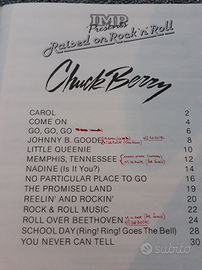 IMP
Presents
Raised on Rock'n'Roll
Chuck Berry
CAROL 2
COME ON 4
GO, GO, GO 6
JOHNNY B. GOODE 8
LITTLE QUEENIE 10
MEMPHIS, TENNESSEE 12
NADINE (Is It You?) 14
NO PARTICULAR PLACE TO GO 16
THE PROMISED LAND 19
REELIN' AND ROCKIN' 20
ROCK & ROLL MUSIC 22
ROLL OVER BEETHOVEN 24
SCHOOL DAY (Ring! Ring! Goes The Bell) 28
YOU NEVER CAN TELL 30
subito